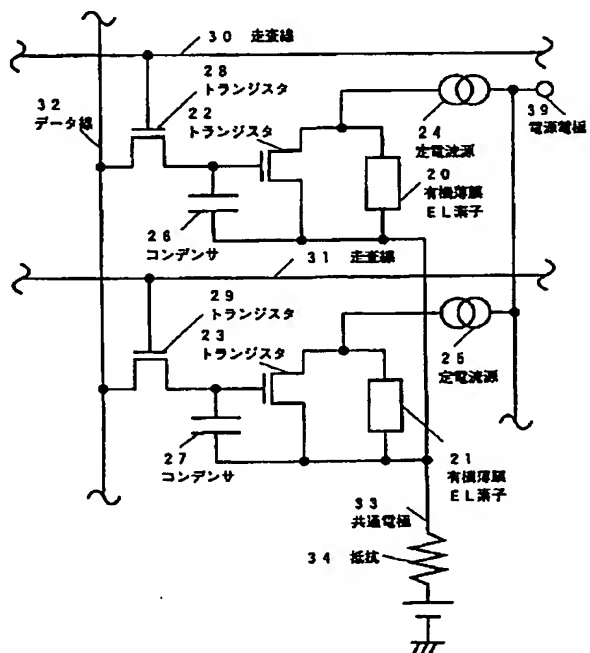 30 走査線
28
トランジスタ
32
データ線
22
トランジスタ
24
定電流源
39
電源電極
20
有機薄膜
EL素子
26
コンデンサ
31 走査線
29
トランジスタ
23
トランジスタ
25
定電流源
27
コンデンサ
21
有機薄膜
EL素子
33
共通電極
34 抵抗